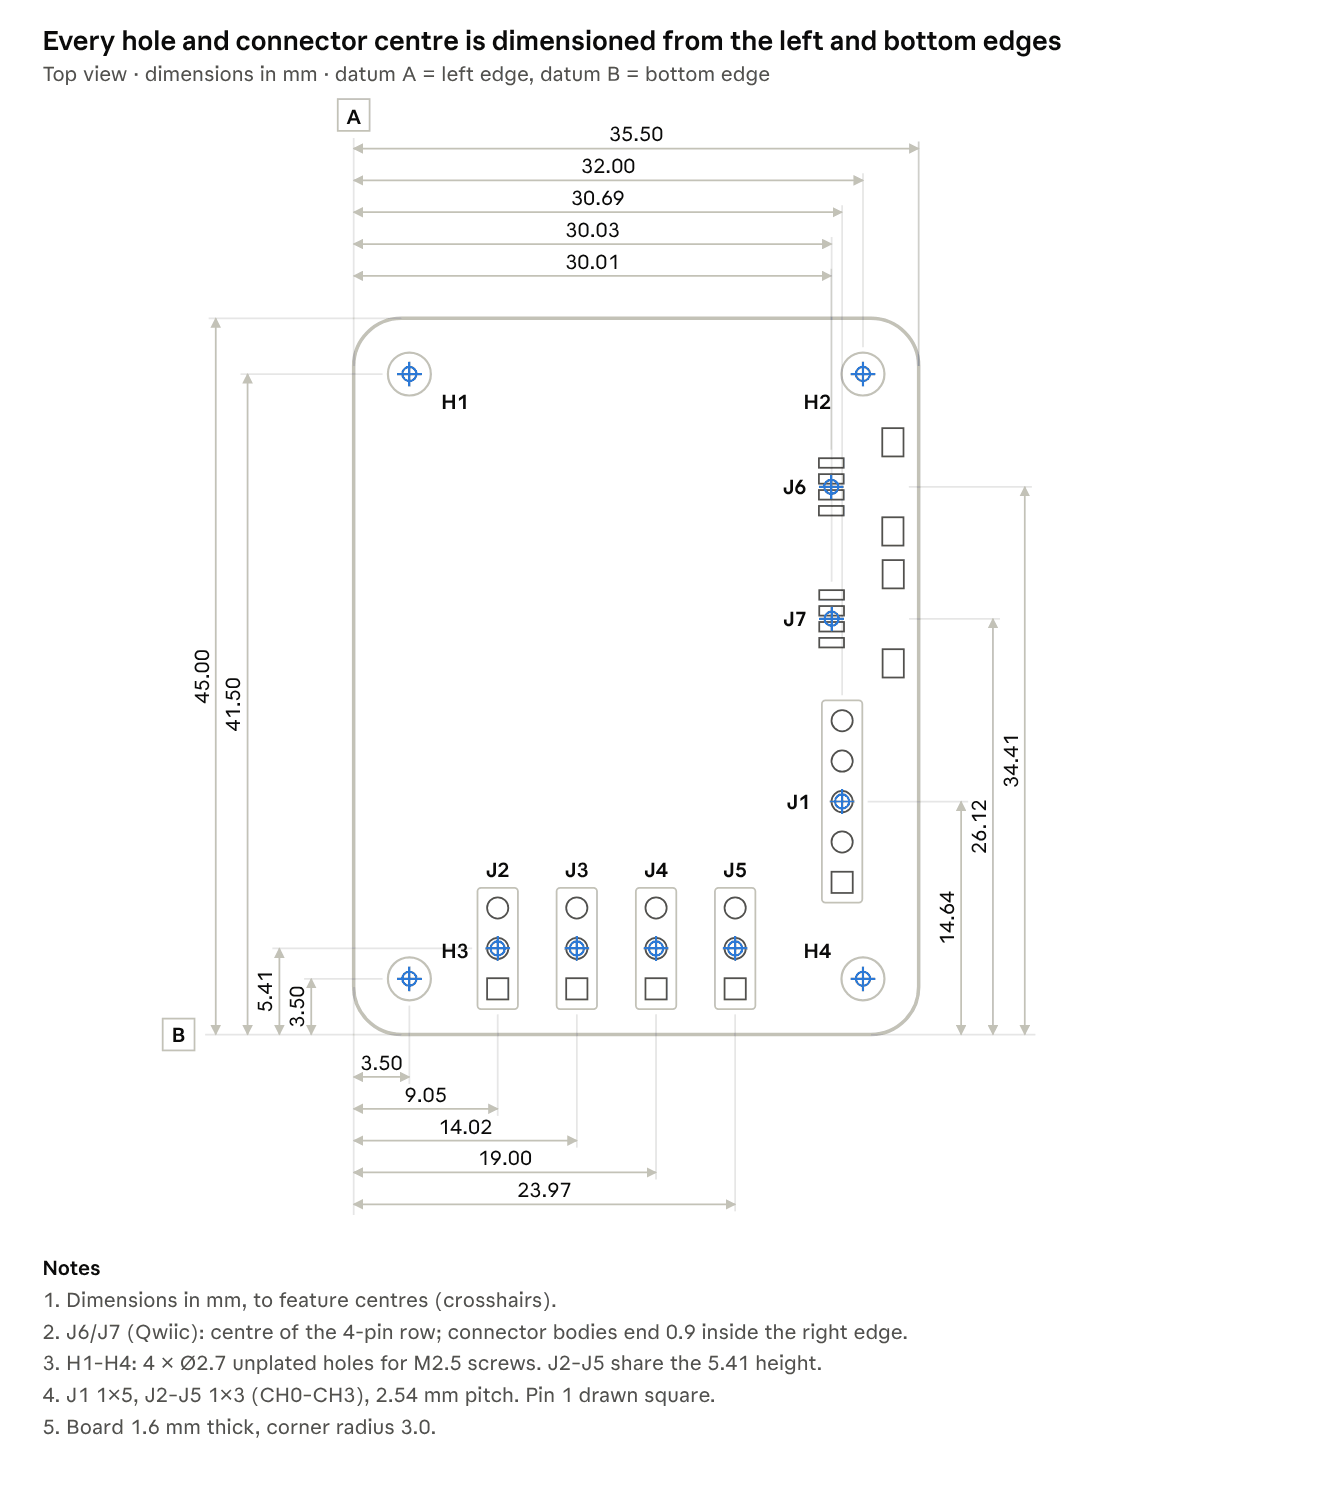 Every hole and connector centre is dimensioned from the left and bottom edges
Top view · dimensions in mm · datum A = left edge, datum B = bottom edge
A
35.50
32.00
30.69
30.03
30.01
H1
H2
J6
J7
45.00
41.50
34.41
J1
26.12
J2
J3
J4
J5
14.64
H3
H4
5.41
3.50
B
3.50
9.05
14.02
19.00
23.97
Notes
1. Dimensions in mm, to feature centres (crosshairs).
2. J6/J7 (Qwiic): centre of the 4-pin row; connector bodies end 0.9 inside the right edge.
3. H1-H4: 4 × Ø2.7 unplated holes for M2.5 screws. J2-J5 share the 5.41 height.
4. J1 1×5, J2-J5 1×3 (CH0-CH3), 2.54 mm pitch. Pin 1 drawn square.
5. Board 1.6 mm thick, corner radius 3.0.